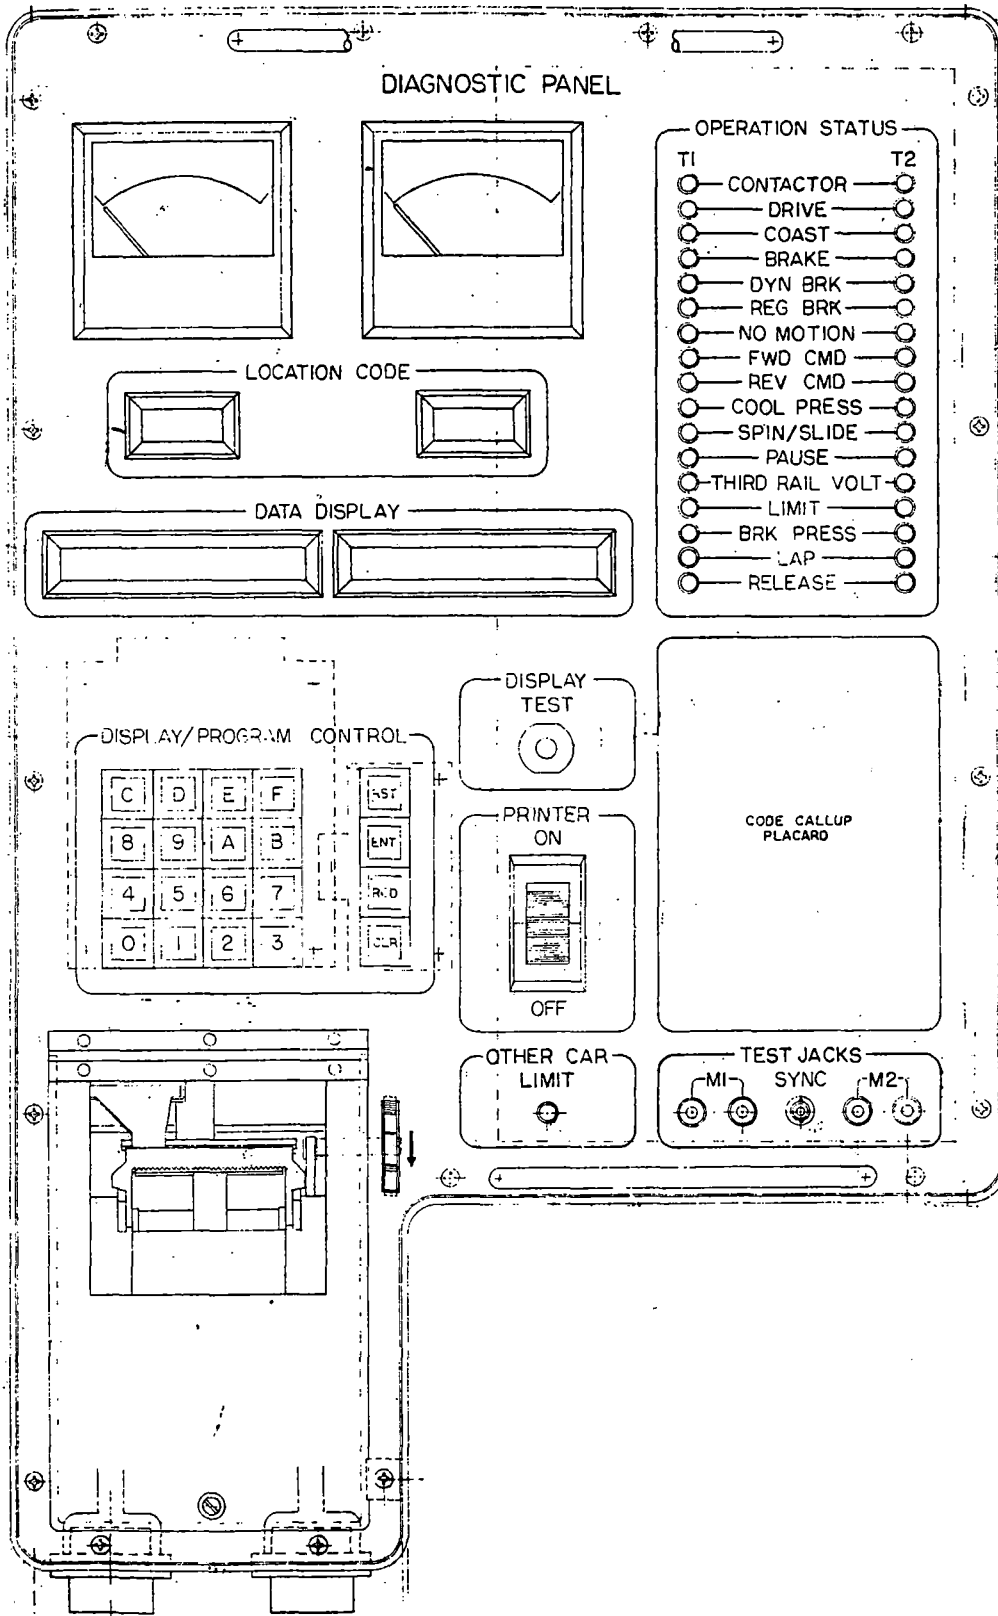 DIAGNOSTIC PANEL
OPERATION STATUS
T1 T2
CONTACTOR
DRIVE
COAST
BRAKE
DYN BRK
REG BRK
NO MOTION
FWD CMD
REV CMD
COOL PRESS
SPIN/SLIDE
PAUSE
THIRD RAIL VOLT
LIMIT
BRK PRESS
LAP
RELEASE
LOCATION CODE
DATA DISPLAY
DISPLAY/PROGRAM CONTROL
C D E F RST
8 9 A B ENT
4 5 6 7
0 1 2 3 CLR
DISPLAY
TEST
PRINTER
ON
OFF
CODE CALLUP
PLACARD
OTHER CAR
LIMIT
TEST JACKS
M1 SYNC M2